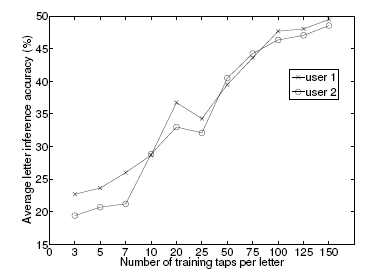 50
45
40
35
30
25
20
15
Average letter inference accuracy (%)
user 1
user 2
0 3 5 7 10 20 25 50 75 100 125 150
Number of training taps per letter